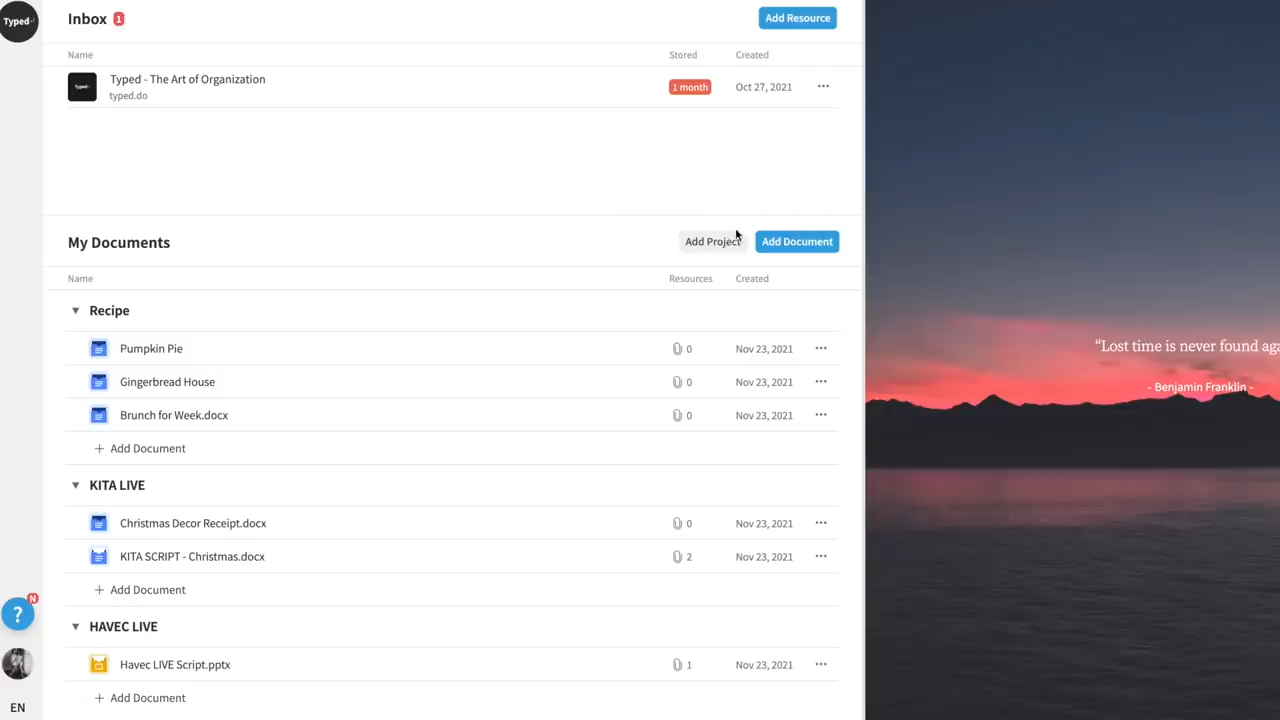 Typed
Inbox 1
Add Resource
Name Stored Created
Typed - The Art of Organization
typed.do
1 month Oct 27, 2021 ...
My Documents
Add Project Add Document
Name Resources Created
Recipe
Pumpkin Pie 0 Nov 23, 2021 ...
Gingerbread House 0 Nov 23, 2021 ...
Brunch for Week.docx 0 Nov 23, 2021 ...
+ Add Document
KITA LIVE
Christmas Decor Receipt.docx 0 Nov 23, 2021 ...
KITA SCRIPT - Christmas.docx 2 Nov 23, 2021 ...
+ Add Document
HAVEC LIVE
Havec LIVE Script.pptx 1 Nov 23, 2021 ...
+ Add Document
N
?
EN
“Lost time is never found aga
- Benjamin Franklin -